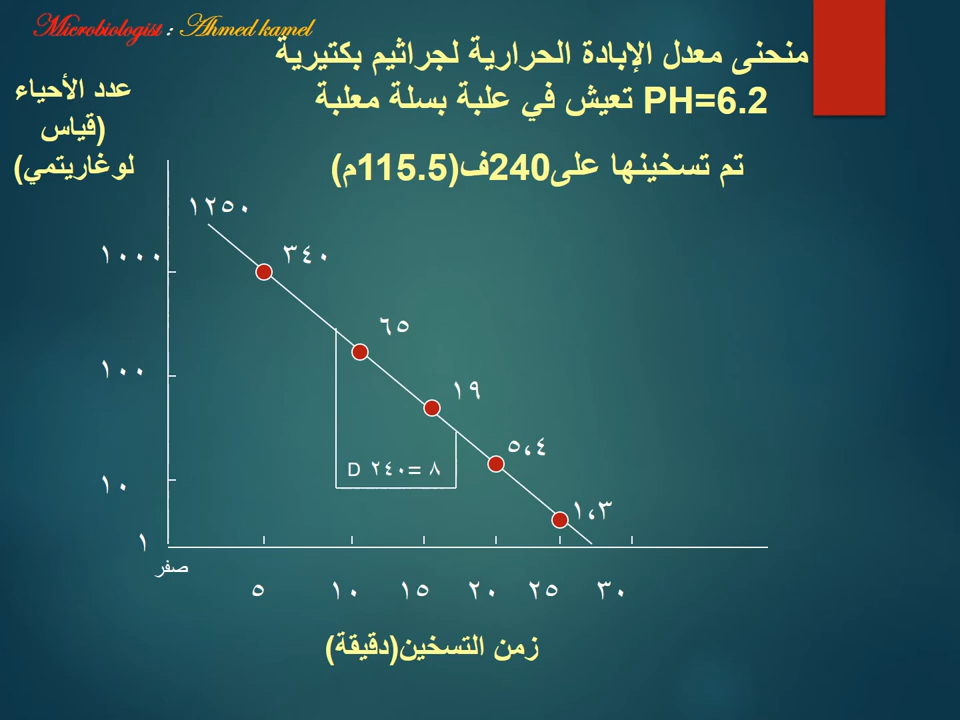 Microbiologist : Ahmed kamel
منحنى معدل الإبادة الحرارية لجراثيم بكتيرية
تعيش في علبة بسلة معلبة PH=6.2
تم تسخينها على240ف(115.5م)
عدد الأحياء
(قياس
لوغاريتمي)
١٢٥٠
٣٤٠
١٠٠٠
٦٥
١٠٠
١٩
٥،٤
D ٢٤٠= ٨
١٠
١،٣
١
صفر
٥ ١٠ ١٥ ٢٠ ٢٥ ٣٠
زمن التسخين(دقيقة)